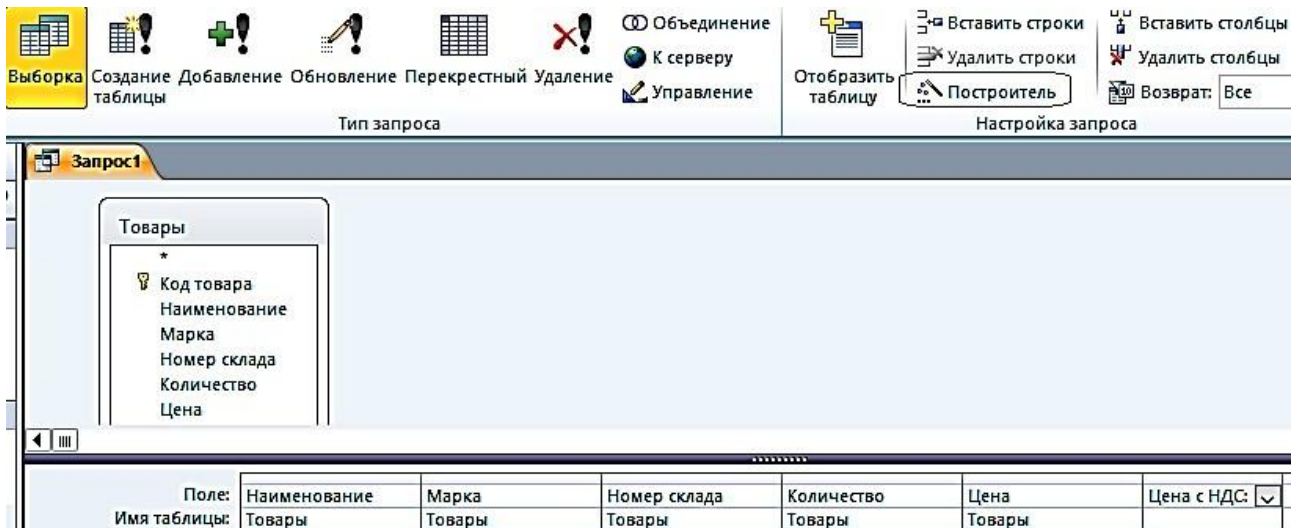 Выборка
Создание таблицы
Добавление
Обновление
Перекрестный
Удаление
Объединение
К серверу
Управление
Тип запроса
Отобразить таблицу
Вставить строки
Удалить строки
Построитель
Вставить столбцы
Удалить столбцы
Возврат: Все
Настройка запроса
Запрос1
Товары
*
Код товара
Наименование
Марка
Номер склада
Количество
Цена
Поле: Наименование Марка Номер склада Количество Цена Цена с НДС:
Имя таблицы: Товары Товары Товары Товары Товары